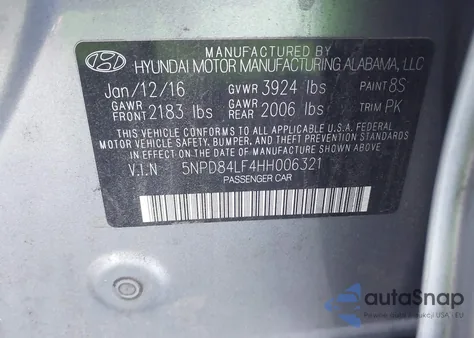 MANUFACTURED BY
HYUNDAI MOTOR MANUFACTURING ALABAMA, LLC
Jan/12/16 GVWR 3924 lbs PAINT 8S
GAWR FRONT 2183 lbs GAWR REAR 2006 lbs TRIM PK
THIS VEHICLE CONFORMS TO ALL APPLICABLE U.S.A. FEDERAL
MOTOR VEHICLE SAFETY, BUMPER, AND THEFT PREVENTION STANDARDS
IN EFFECT ON THE DATE OF MANUFACTURE SHOWN ABOVE.
V.I.N 5NPD84LF4HH006321
PASSENGER CAR
autoSnap
USA | EU